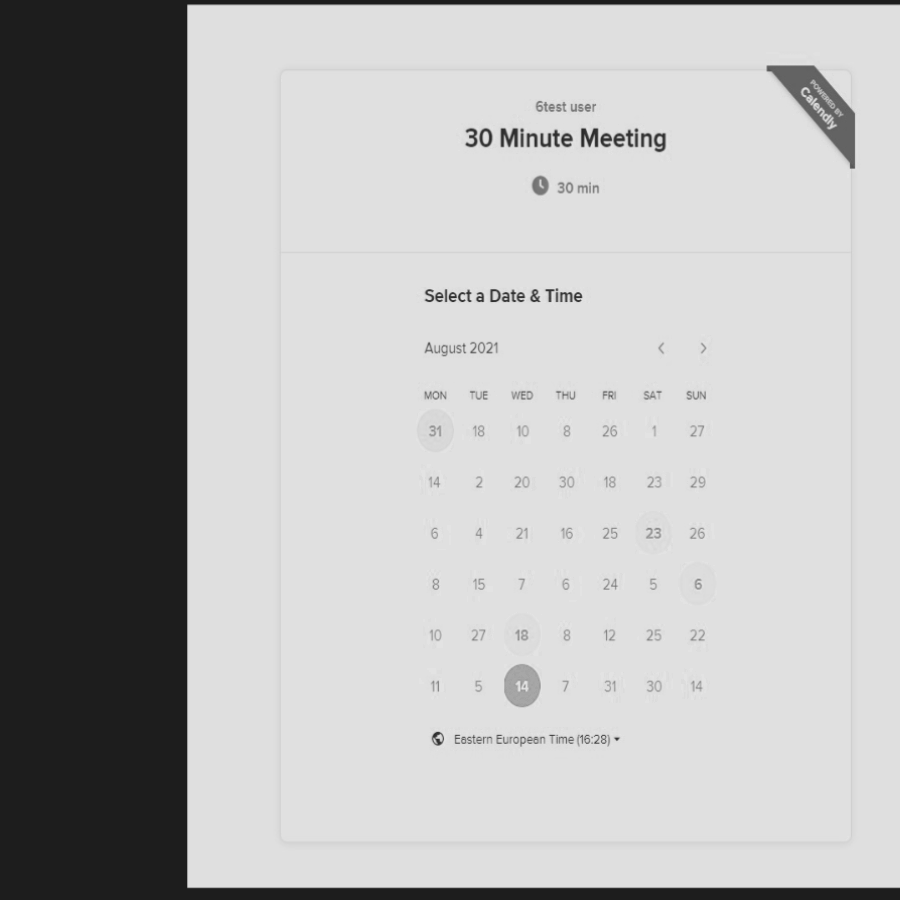 POWERED BY
Calendly
6test user
30 Minute Meeting
30 min
Select a Date & Time
August 2021
MON TUE WED THU FRI SAT SUN
31 18 10 8 26 1 27
14 2 20 30 18 23 29
6 4 21 16 25 23 26
8 15 7 6 24 5 6
10 27 18 8 12 25 22
11 5 14 7 31 30 14
Eastern European Time (16:28)